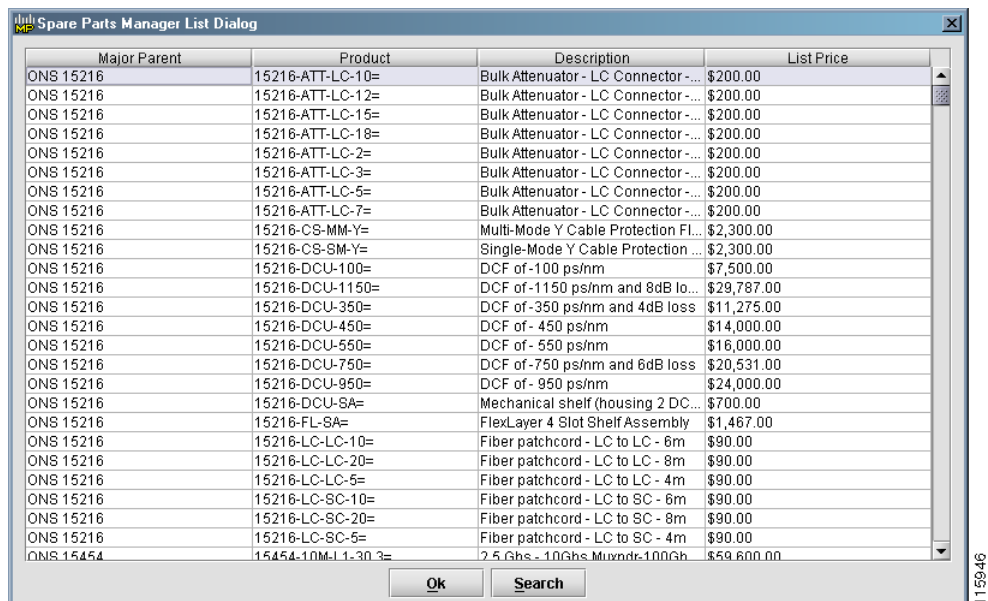 MP Spare Parts Manager List Dialog
Major Parent Product Description List Price
ONS 15216 15216-ATT-LC-10= Bulk Attenuator - LC Connector -... $200.00
ONS 15216 15216-ATT-LC-12= Bulk Attenuator - LC Connector -... $200.00
ONS 15216 15216-ATT-LC-15= Bulk Attenuator - LC Connector -... $200.00
ONS 15216 15216-ATT-LC-18= Bulk Attenuator - LC Connector -... $200.00
ONS 15216 15216-ATT-LC-2= Bulk Attenuator - LC Connector -... $200.00
ONS 15216 15216-ATT-LC-3= Bulk Attenuator - LC Connector -... $200.00
ONS 15216 15216-ATT-LC-5= Bulk Attenuator - LC Connector -... $200.00
ONS 15216 15216-ATT-LC-7= Bulk Attenuator - LC Connector -... $200.00
ONS 15216 15216-CS-MM-Y= Multi-Mode Y Cable Protection Fl... $2,300.00
ONS 15216 15216-CS-SM-Y= Single-Mode Y Cable Protection ... $2,300.00
ONS 15216 15216-DCU-100= DCF of -100 ps/nm $7,500.00
ONS 15216 15216-DCU-1150= DCF of -1150 ps/nm and 8dB lo... $29,787.00
ONS 15216 15216-DCU-350= DCF of -350 ps/nm and 4dB loss $11,275.00
ONS 15216 15216-DCU-450= DCF of - 450 ps/nm $14,000.00
ONS 15216 15216-DCU-550= DCF of - 550 ps/nm $16,000.00
ONS 15216 15216-DCU-750= DCF of -750 ps/nm and 6dB loss $20,531.00
ONS 15216 15216-DCU-950= DCF of - 950 ps/nm $24,000.00
ONS 15216 15216-DCU-SA= Mechanical shelf (housing 2 DC... $700.00
ONS 15216 15216-FL-SA= FlexLayer 4 Slot Shelf Assembly $1,467.00
ONS 15216 15216-LC-LC-10= Fiber patchcord - LC to LC - 6m $90.00
ONS 15216 15216-LC-LC-20= Fiber patchcord - LC to LC - 8m $90.00
ONS 15216 15216-LC-LC-5= Fiber patchcord - LC to LC - 4m $90.00
ONS 15216 15216-LC-SC-10= Fiber patchcord - LC to SC - 6m $90.00
ONS 15216 15216-LC-SC-20= Fiber patchcord - LC to SC - 8m $90.00
ONS 15216 15216-LC-SC-5= Fiber patchcord - LC to SC - 4m $90.00
ONS 15454 15454-10M-L1-30.3= 2.5 Gbs - 10Gbs Muxpdr-100Gh $59,600.00
Ok Search
115946